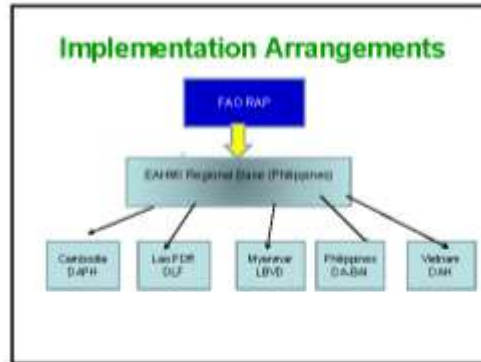 Implementation Arrangements
FAO RAP
Regional Base (Philippines)
Cambodia
DAPH
Lao PDR
DLF
Myanmar
LBVD
Philippines
DA-BAI
Vietnam
DAH